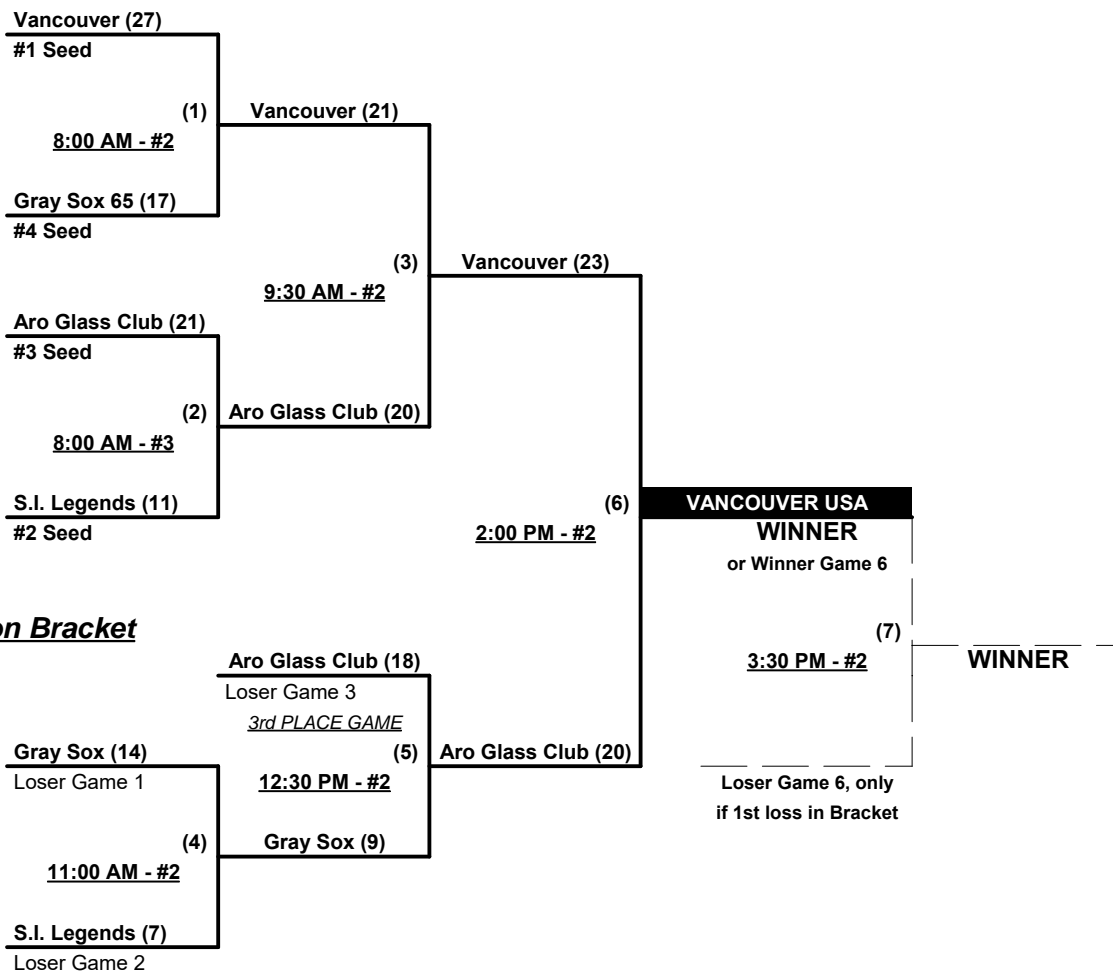 Vancouver (27)
#1 Seed
(1)
Vancouver (21)
8:00 AM - #2
Gray Sox 65 (17)
#4 Seed
(3)
Vancouver (23)
9:30 AM - #2
Aro Glass Club (21)
#3 Seed
(2)
Aro Glass Club (20)
8:00 AM - #3
S.I. Legends (11)
#2 Seed
(6)
VANCOUVER USA
2:00 PM - #2
WINNER
or Winner Game 6
on Bracket
(7)
3:30 PM - #2
WINNER
Aro Glass Club (18)
Loser Game 3
3rd PLACE GAME
Gray Sox (14)
Loser Game 1
(5)
Aro Glass Club (20)
12:30 PM - #2
Loser Game 6, only
if 1st loss in Bracket
(4)
Gray Sox (9)
11:00 AM - #2
S.I. Legends (7)
Loser Game 2